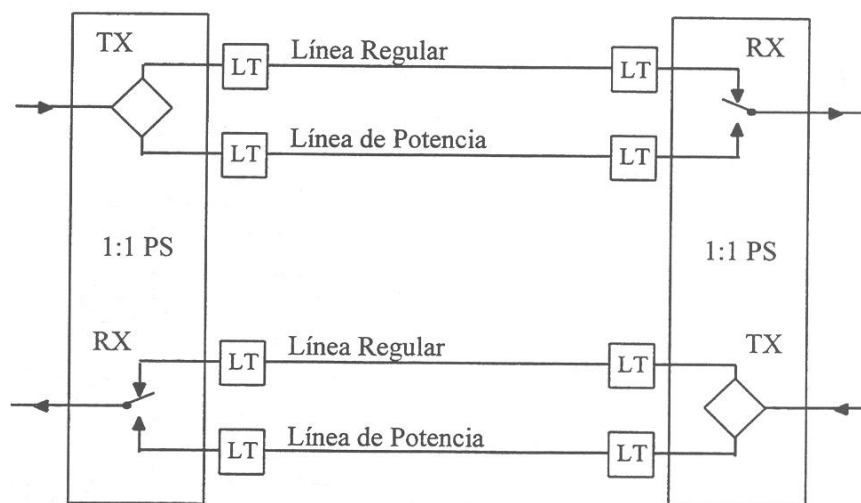 TX
RX
LT
Línea Regular
LT
LT
Línea de Potencia
LT
1:1 PS
1:1 PS
RX
TX
LT
Línea Regular
LT
LT
Línea de Potencia
LT